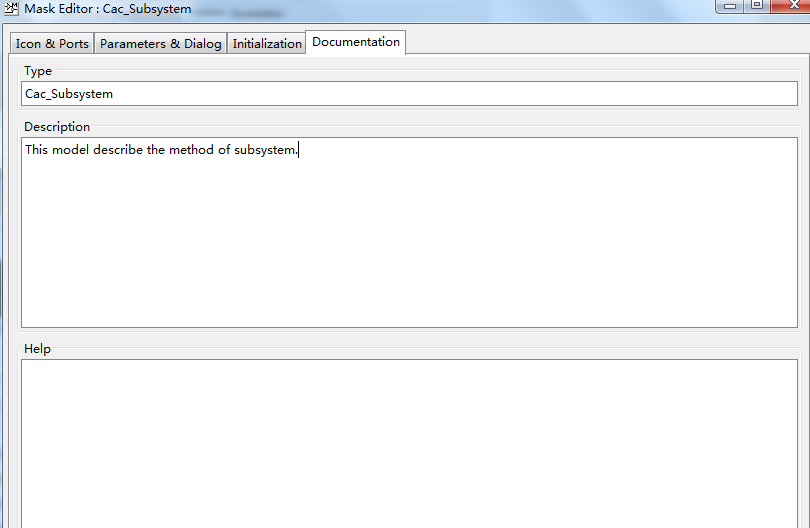 Mask Editor : Cac_Subsystem
Icon & Ports Parameters & Dialog Initialization Documentation
Type
Cac_Subsystem
Description
This model describe the method of subsystem.
Help